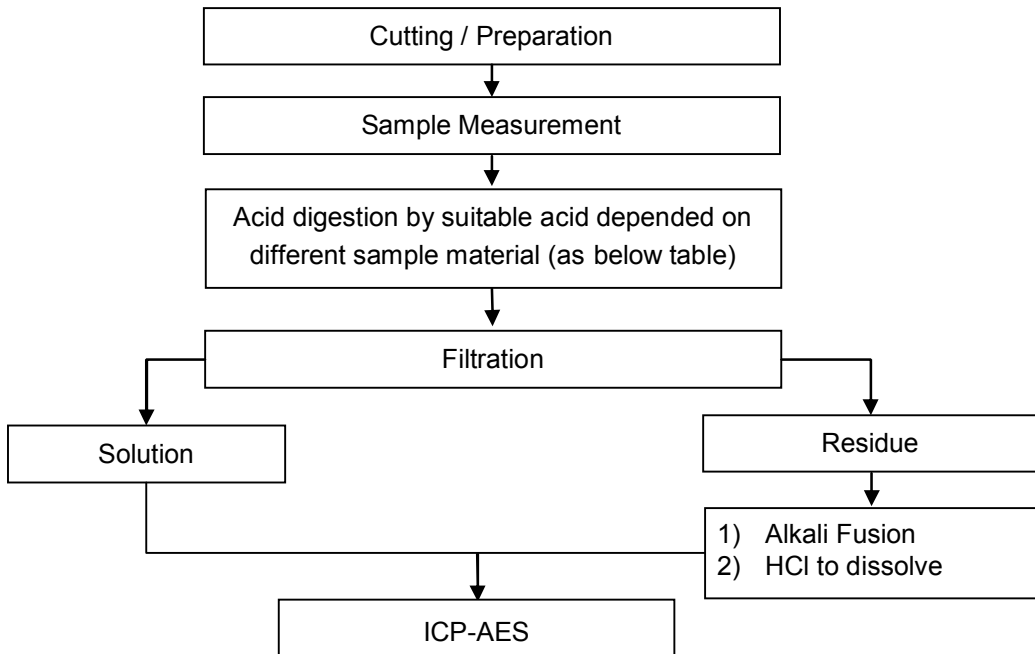 Cutting / Preparation
Sample Measurement
Acid digestion by suitable acid depended on
different sample material (as below table)
Filtration
Solution
Residue
1) Alkali Fusion
2) HCl to dissolve
ICP-AES